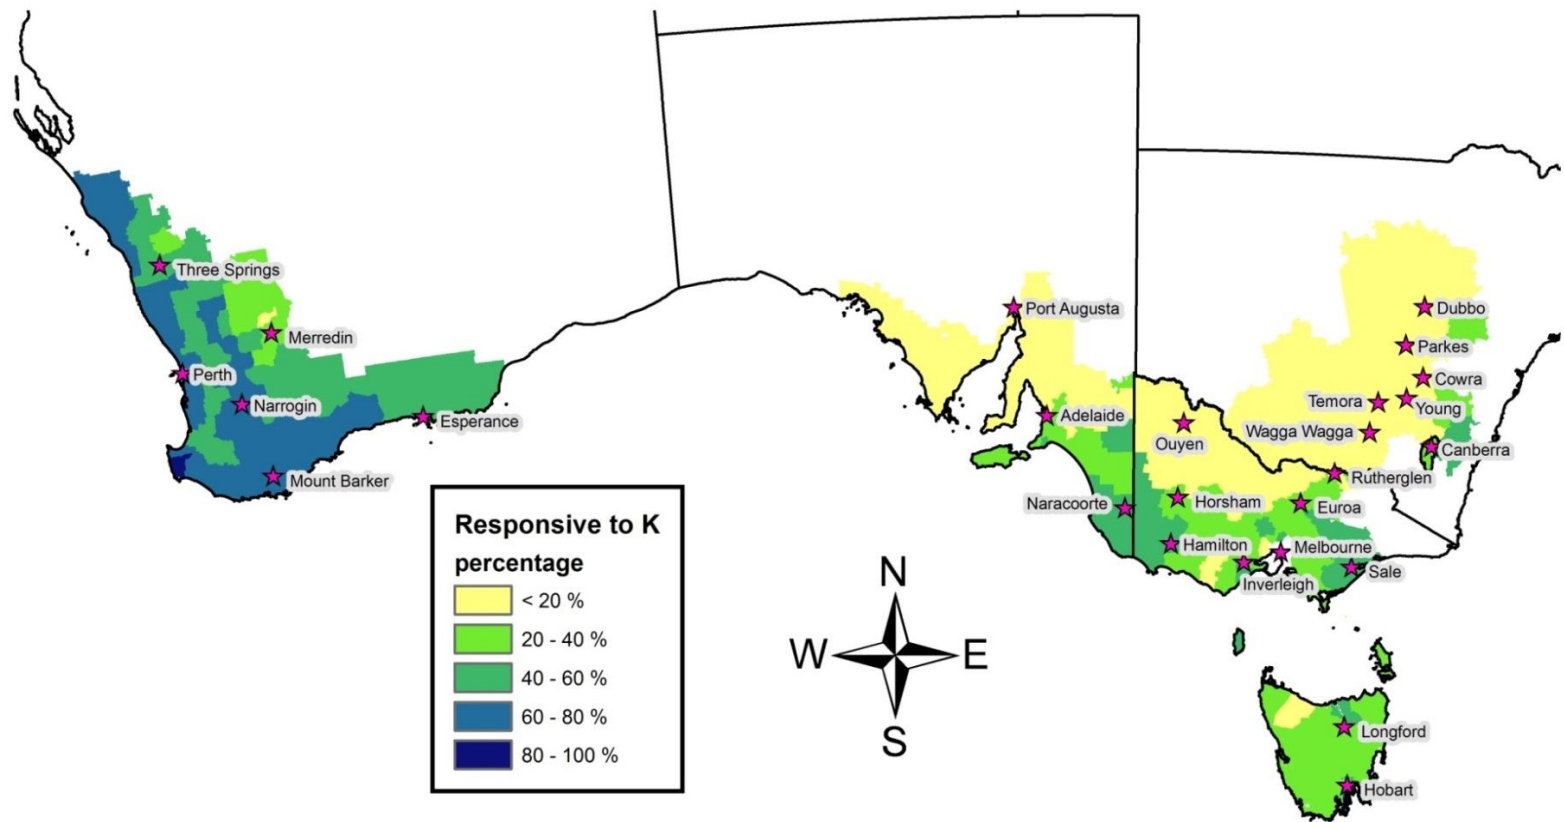 Three Springs
Merredin
Perth
Narrogin
Esperance
Mount Barker
Port Augusta
Adelaide
Naracoorte
Dubbo
Parkes
Cowra
Temora
Young
Wagga Wagga
Canberra
Ouyen
Rutherglen
Horsham
Euroa
Hamilton
Melbourne
Inverleigh
Sale
Longford
Hobart
Responsive to K
percentage
< 20 %
20 - 40 %
40 - 60 %
60 - 80 %
80 - 100 %
N
W
E
S